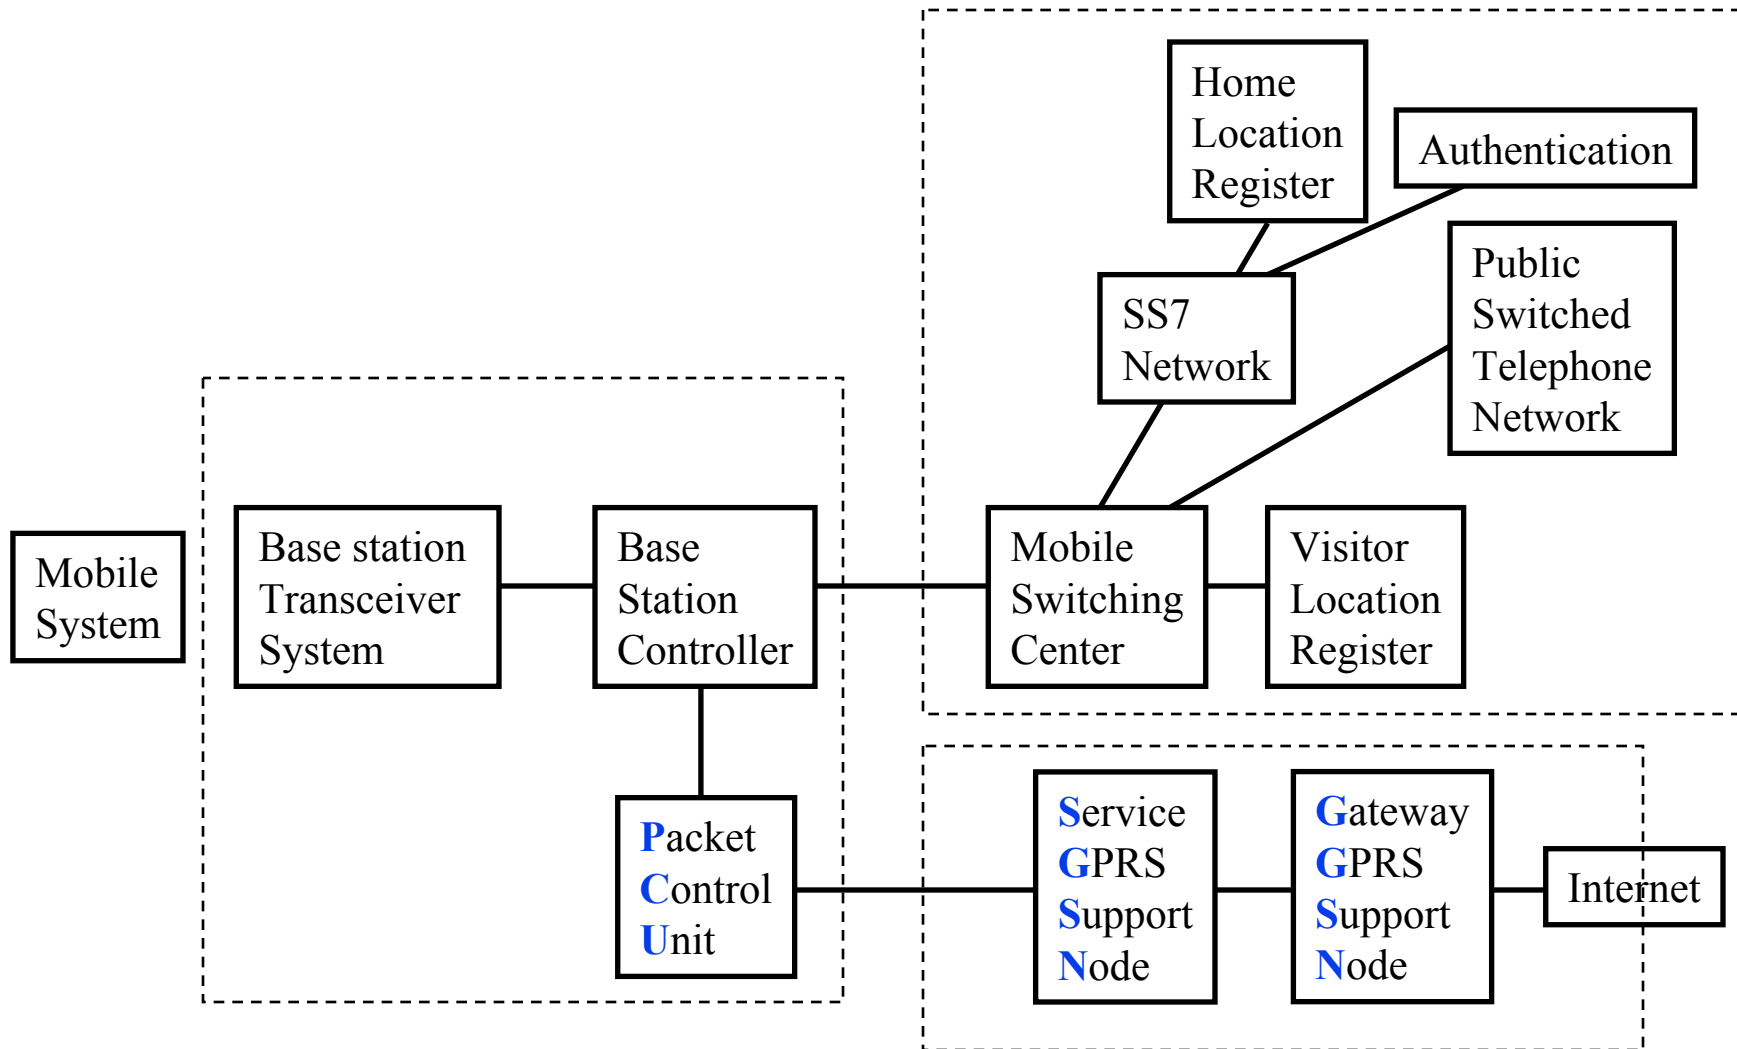 Home
Location
Register
Authentication
Public
Switched
Telephone
Network
SS7
Network
Mobile
System
Base station
Transceiver
System
Base
Station
Controller
Mobile
Switching
Center
Visitor
Location
Register
Packet
Control
Unit
Service
GPRS
Support
Node
Gateway
GPRS
Support
Node
Internet